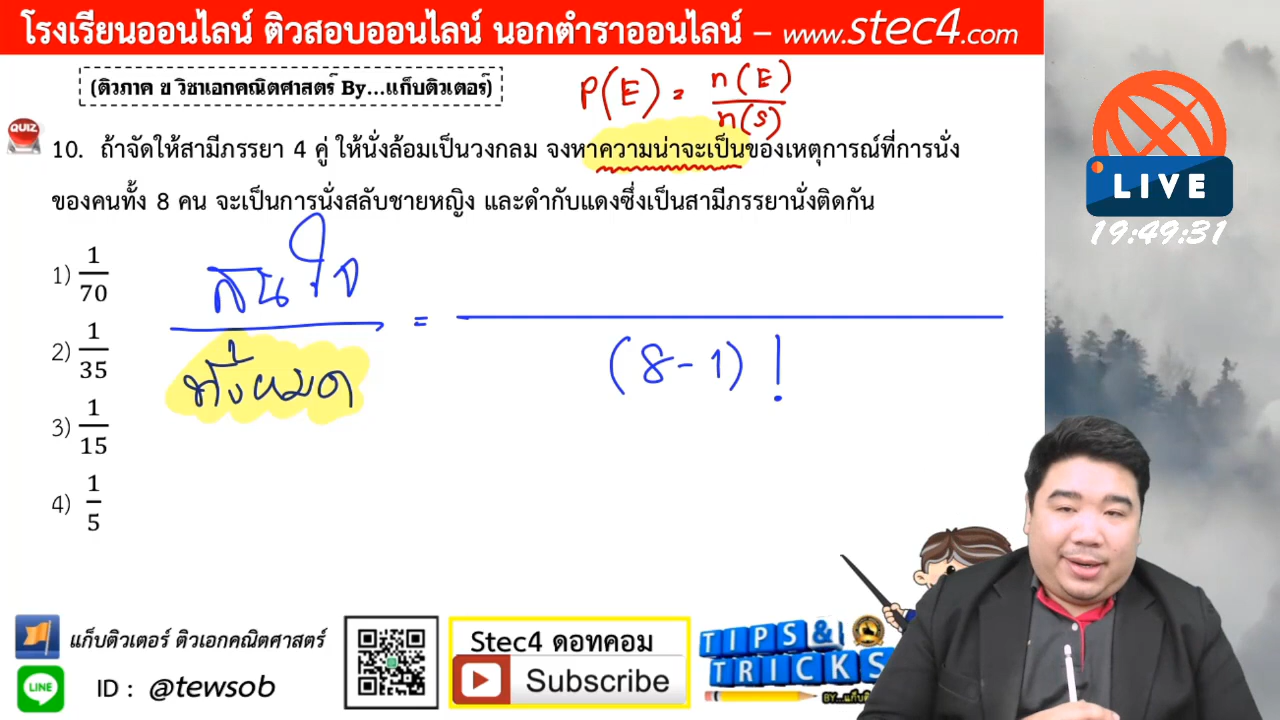 โรงเรียนออนไลน์ ติวสอบออนไลน์ นอกตำราออนไลน์ – www.stec4.com
(ติวภาค ข วิชาเอกคณิตศาสตร์ By...แก็บติวเตอร์)
P(E) = n(E)
n(S)
QUIZ
10. ถ้าจัดให้สามีภรรยา 4 คู่ ให้นั่งล้อมเป็นวงกลม จงหาความน่าจะเป็นของเหตุการณ์ที่การนั่ง
ของคนทั้ง 8 คน จะเป็นการนั่งสลับชายหญิง และดำกับแดงซึ่งเป็นสามีภรรยานั่งติดกัน
LIVE
19:49:31
1) 1/70
2) 1/35
3) 1/15
4) 1/5
สนใจ
=
ทั้งหมด
(8-1)!
แก็บติวเตอร์ ติวเอกคณิตศาสตร์
LINE
ID : @tewsob
Stec4 ดอทคอม
Subscribe
TIPS &
TRICKS